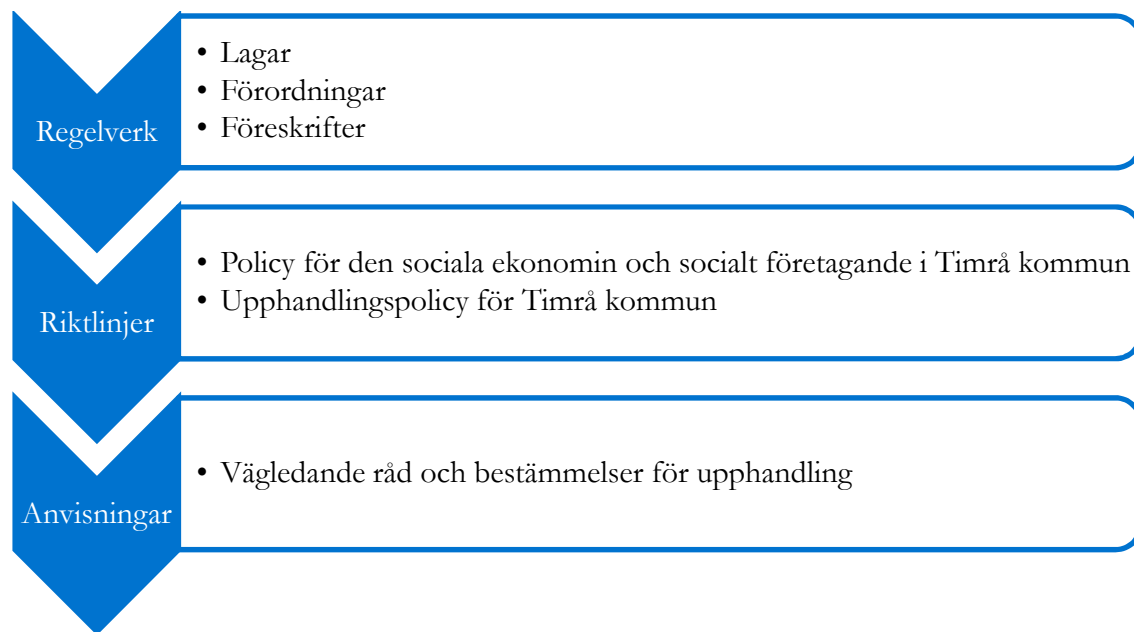 Regelverk
• Lagar
• Förordningar
• Föreskrifter
Riktlinjer
• Policy för den sociala ekonomin och socialt företagande i Timrå kommun
• Upphandlingspolicy för Timrå kommun
Anvisningar
• Vägledande råd och bestämmelser för upphandling